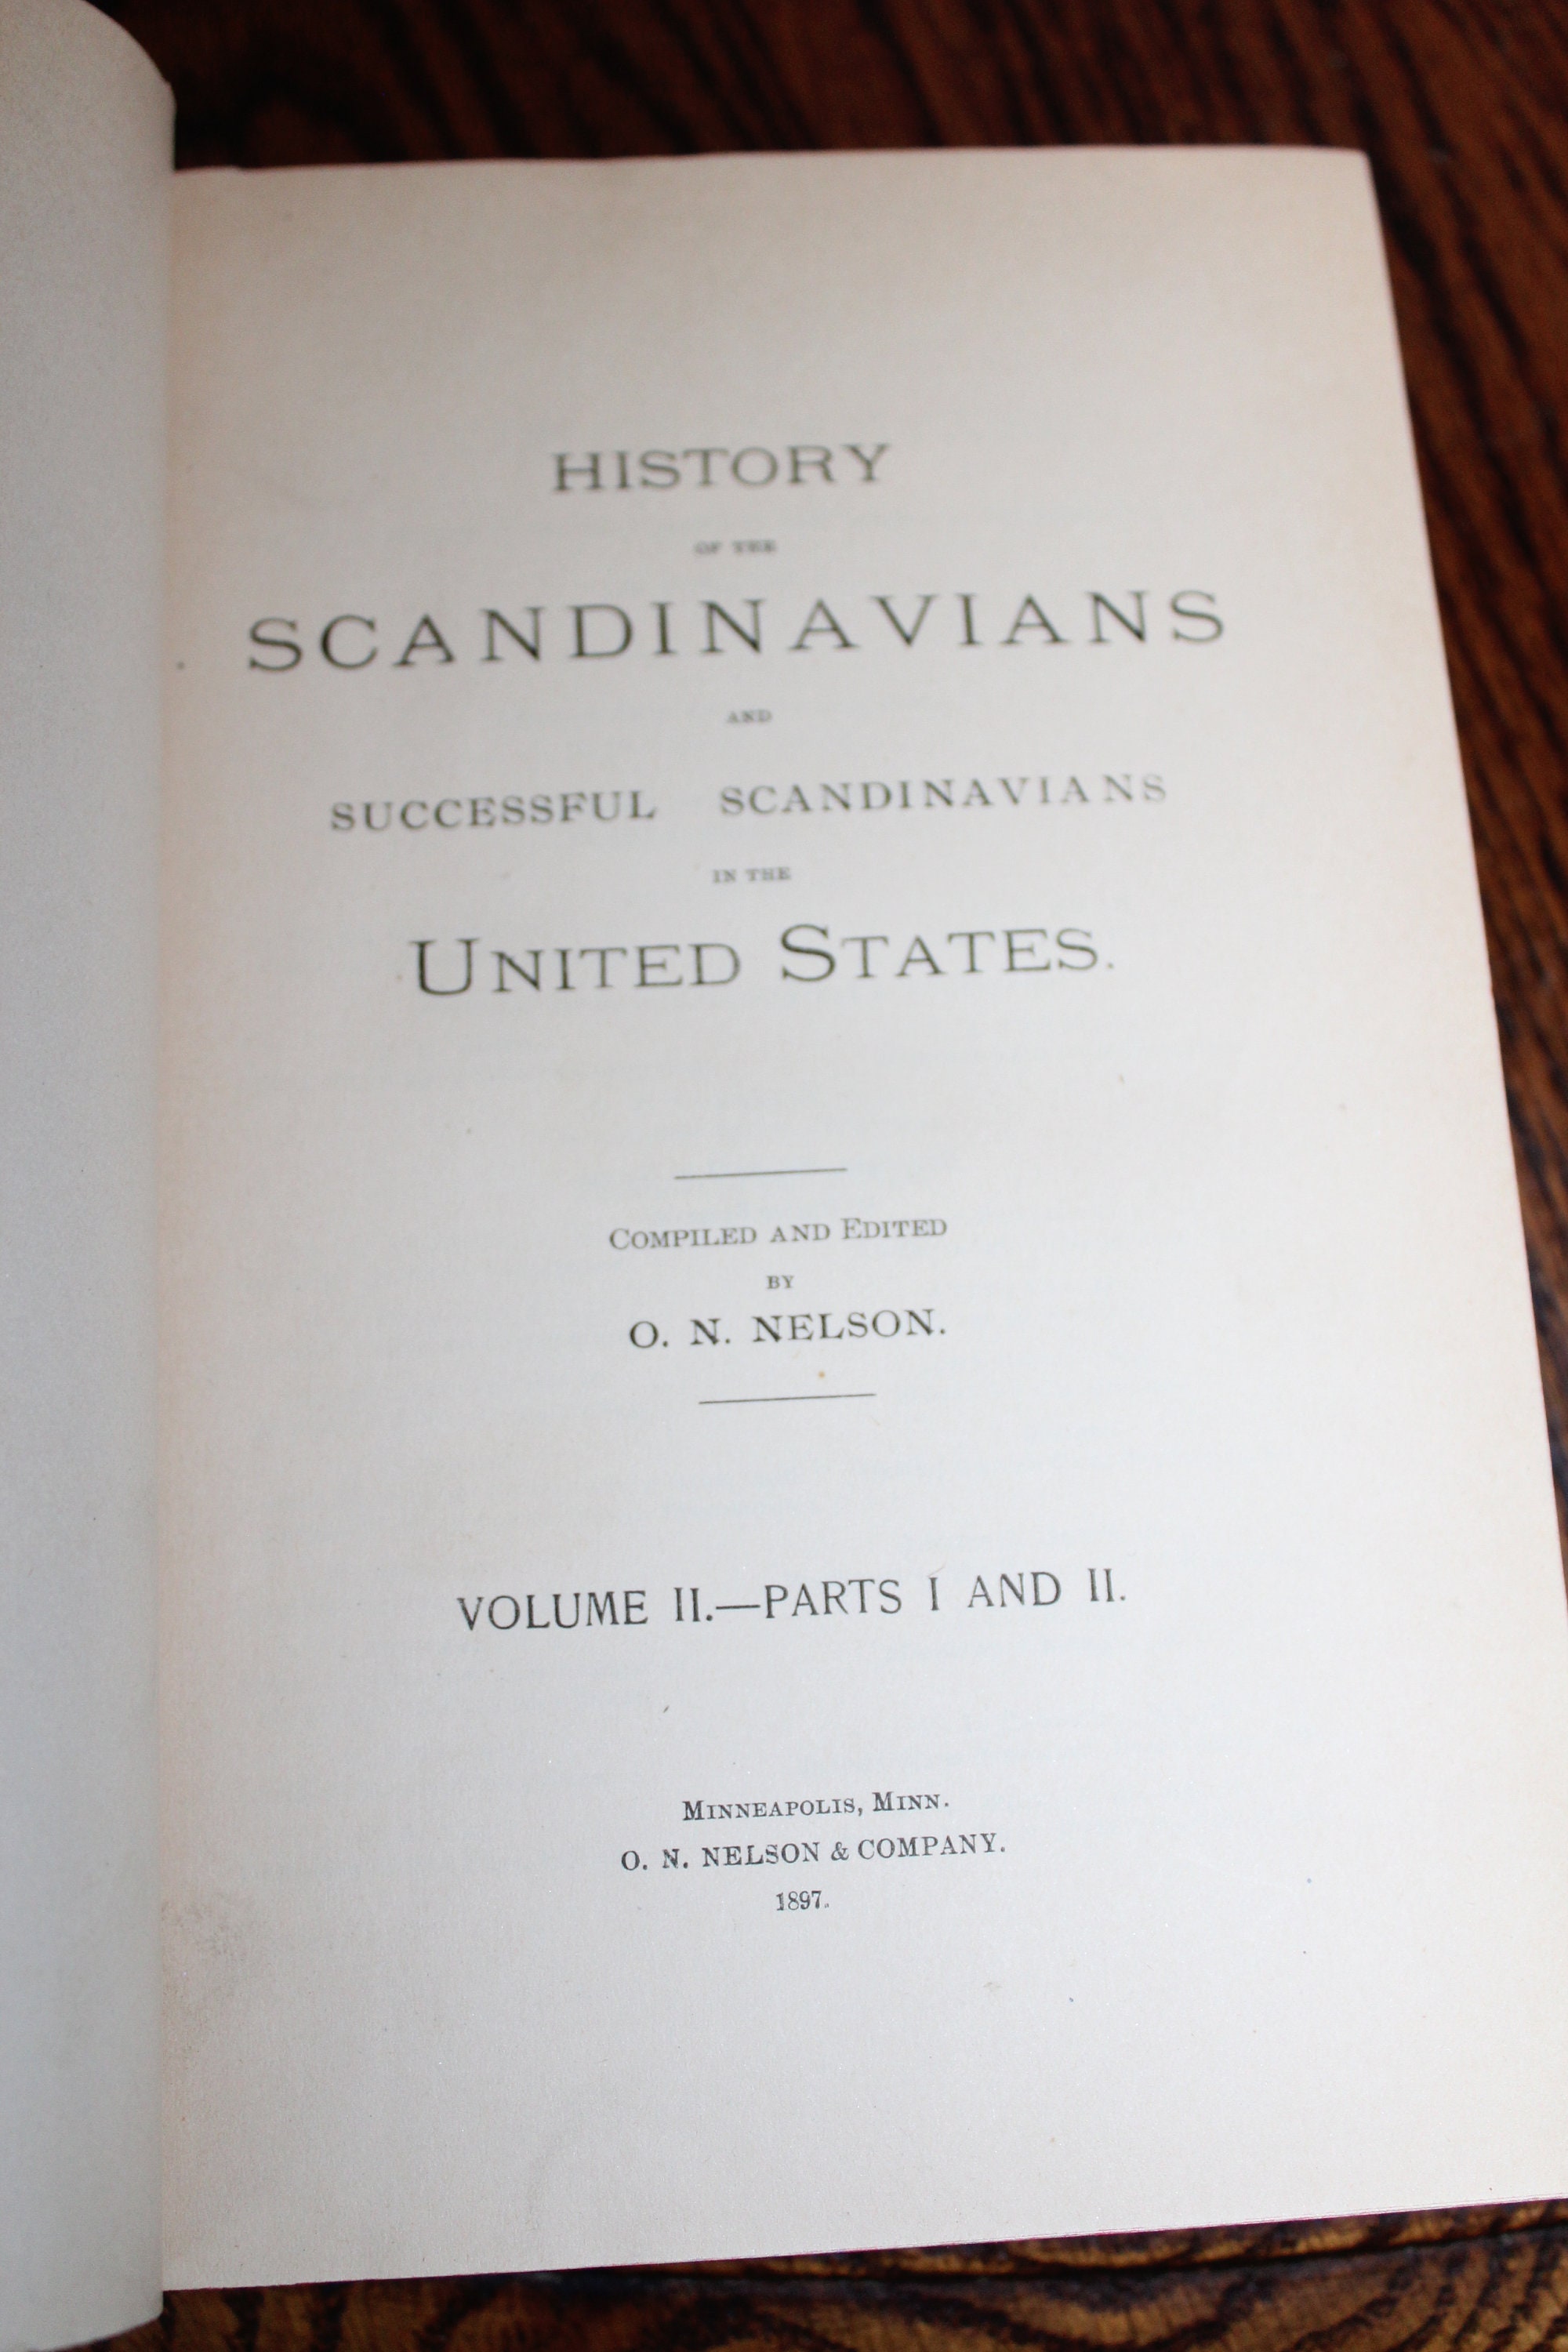 HISTORY
OF THE
SCANDINAVIANS
AND
SUCCESSFUL SCANDINAVIANS
IN THE
UNITED STATES.
COMPILED AND EDITED
BY
O. N. NELSON.
VOLUME II.—PARTS I AND II.
MINNEAPOLIS, MINN.
O. N. NELSON & COMPANY.
1897.